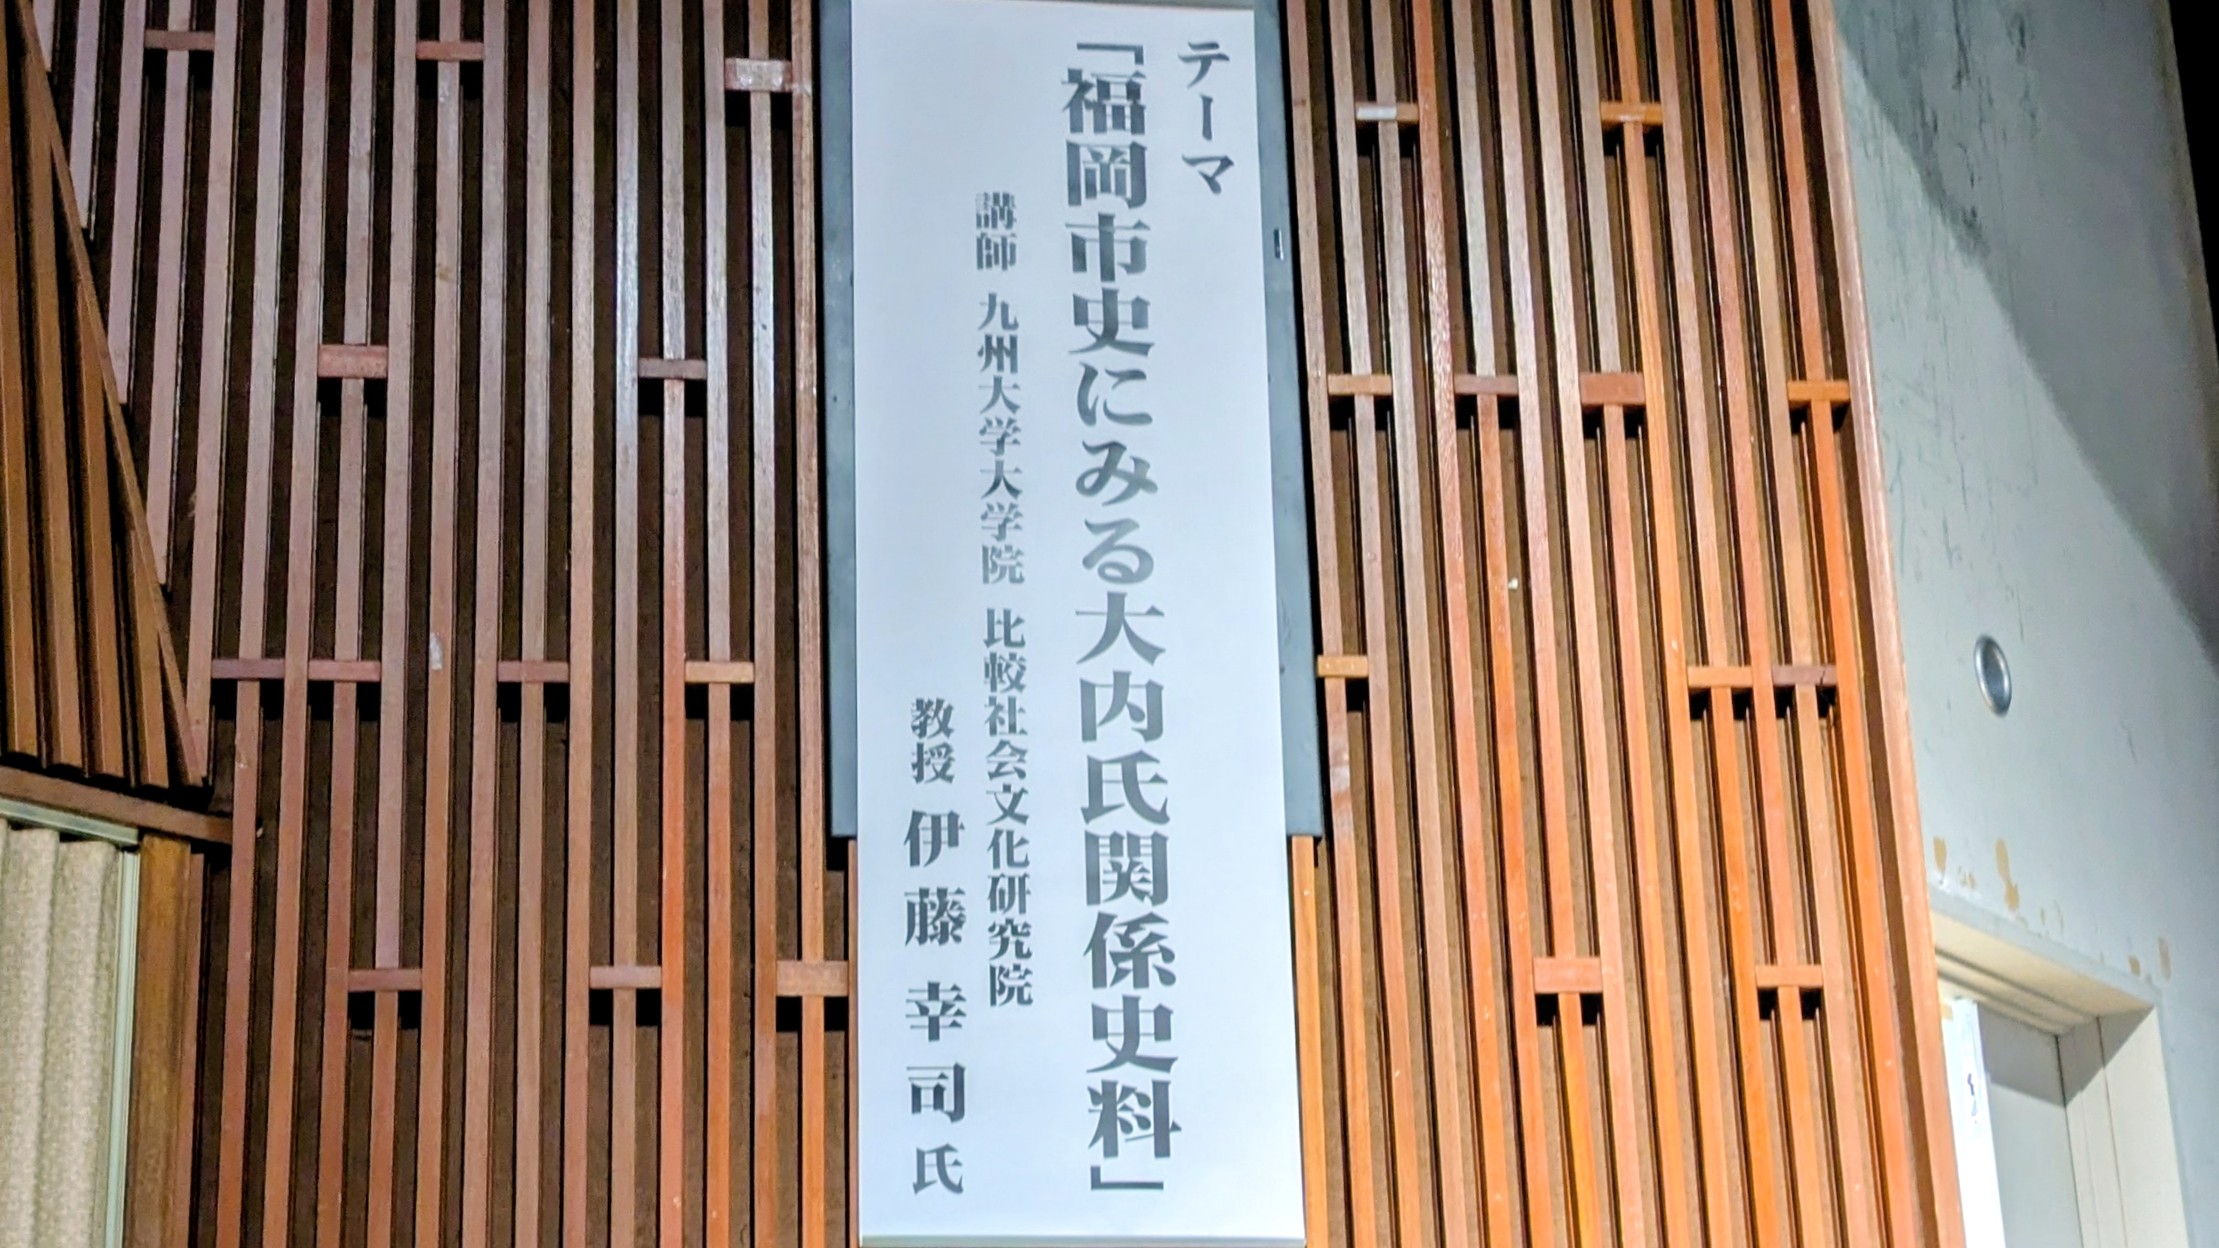 テーマ
「福岡市史にみる大内氏関係史料」
講師 九州大学大学院 比較社会文化研究院
教授 伊藤幸司氏